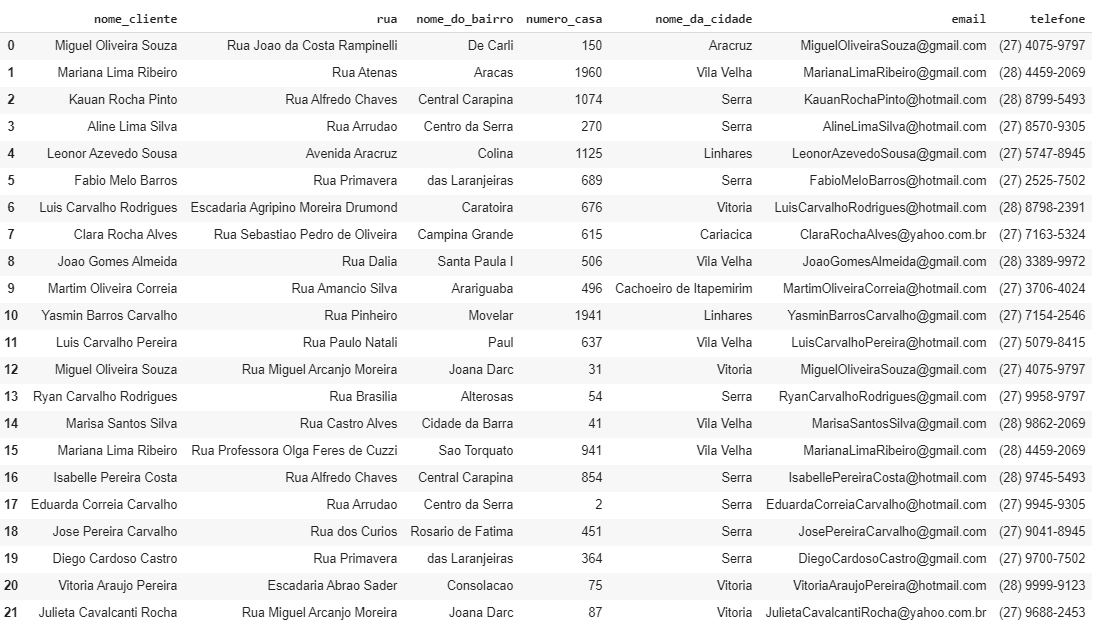 nome_cliente rua nome_do_bairro numero_casa nome_da_cidade email telefone
0 Miguel Oliveira Souza Rua Joao da Costa Rampinelli De Carli 150 Aracruz MiguelOliveiraSouza@gmail.com (27) 4075-9797
1 Mariana Lima Ribeiro Rua Atenas Aracas 1960 Vila Velha MarianaLimaRibeiro@gmail.com (28) 4459-2069
2 Kauan Rocha Pinto Rua Alfredo Chaves Central Carapina 1074 Serra KauanRochaPinto@hotmail.com (28) 8799-5493
3 Aline Lima Silva Rua Arrudao Centro da Serra 270 Serra AlineLimaSilva@hotmail.com (27) 8570-9305
4 Leonor Azevedo Sousa Avenida Aracruz Colina 1125 Linhares LeonorAzevedoSousa@gmail.com (27) 5747-8945
5 Fabio Melo Barros Rua Primavera das Laranjeiras 689 Serra FabioMeloBarros@hotmail.com (27) 2525-7502
6 Luis Carvalho Rodrigues Escadaria Agripino Moreira Drumond Caratoira 676 Vitoria LuisCarvalhoRodrigues@hotmail.com (28) 8798-2391
7 Clara Rocha Alves Rua Sebastiao Pedro de Oliveira Campina Grande 615 Cariacica ClaraRochaAlves@yahoo.com.br (27) 7163-5324
8 Joao Gomes Almeida Rua Dalia Santa Paula I 506 Vila Velha JoaoGomesAlmeida@gmail.com (28) 3389-9972
9 Martim Oliveira Correia Rua Amancio Silva Arariguaba 496 Cachoeiro de Itapemirim MartimOliveiraCorreia@hotmail.com (27) 3706-4024
10 Yasmin Barros Carvalho Rua Pinheiro Movelar 1941 Linhares YasminBarrosCarvalho@gmail.com (27) 7154-2546
11 Luis Carvalho Pereira Rua Paulo Natali Paul 637 Vila Velha LuisCarvalhoPereira@hotmail.com (27) 5079-8415
12 Miguel Oliveira Souza Rua Miguel Arcanjo Moreira Joana Darc 31 Vitoria MiguelOliveiraSouza@gmail.com (27) 4075-9797
13 Ryan Carvalho Rodrigues Rua Brasilia Alterosas 54 Serra RyanCarvalhoRodrigues@gmail.com (27) 9958-9797
14 Marisa Santos Silva Rua Castro Alves Cidade da Barra 41 Vila Velha MarisaSantosSilva@gmail.com (28) 9862-2069
15 Mariana Lima Ribeiro Rua Professora Olga Feres de Cuzzi Sao Torquato 941 Vila Velha MarianaLimaRibeiro@gmail.com (28) 4459-2069
16 Isabelle Pereira Costa Rua Alfredo Chaves Central Carapina 854 Serra IsabellePereiraCosta@hotmail.com (28) 9745-5493
17 Eduarda Correia Carvalho Rua Arrudao Centro da Serra 2 Serra EduardaCorreiaCarvalho@hotmail.com (27) 9945-9305
18 Jose Pereira Carvalho Rua dos Curios Rosario de Fatima 451 Serra JosePereiraCarvalho@gmail.com (27) 9041-8945
19 Diego Cardoso Castro Rua Primavera das Laranjeiras 364 Serra DiegoCardosoCastro@gmail.com (27) 9700-7502
20 Vitoria Araujo Pereira Escadaria Abrao Sader Consolacao 75 Vitoria VitoriaAraujoPereira@hotmail.com (28) 9999-9123
21 Julieta Cavalcanti Rocha Rua Miguel Arcanjo Moreira Joana Darc 87 Vitoria JulietaCavalcantiRocha@yahoo.com.br (27) 9688-2453